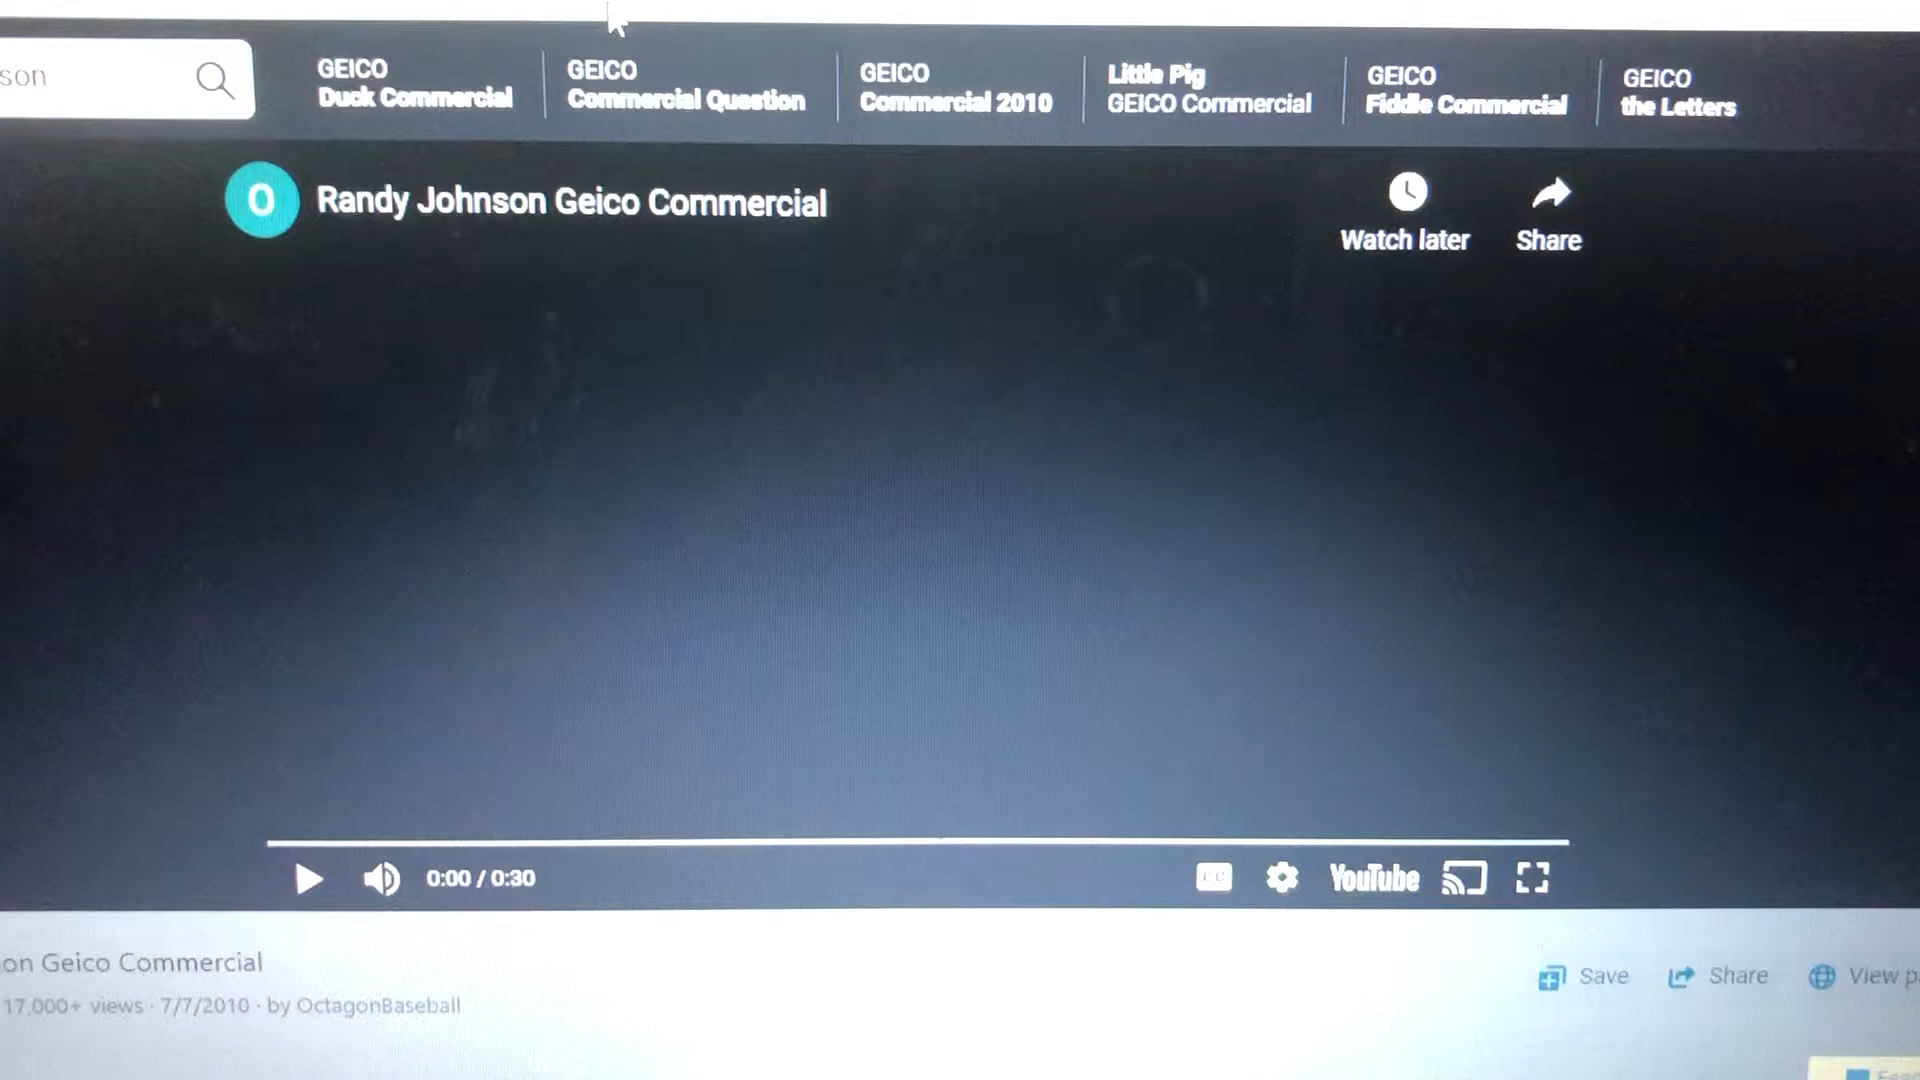 son
GEICO
Duck Commercial
GEICO
Commercial Question
GEICO
Commercial 2010
Little Pig
GEICO Commercial
GEICO
Fiddle Commercial
GEICO
the Letters
O
Randy Johnson Geico Commercial
Watch later
Share
0:00 / 0:30
CC
YouTube
on Geico Commercial
17,000+ views · 7/7/2010 · by OctagonBaseball
Save
Share
View p